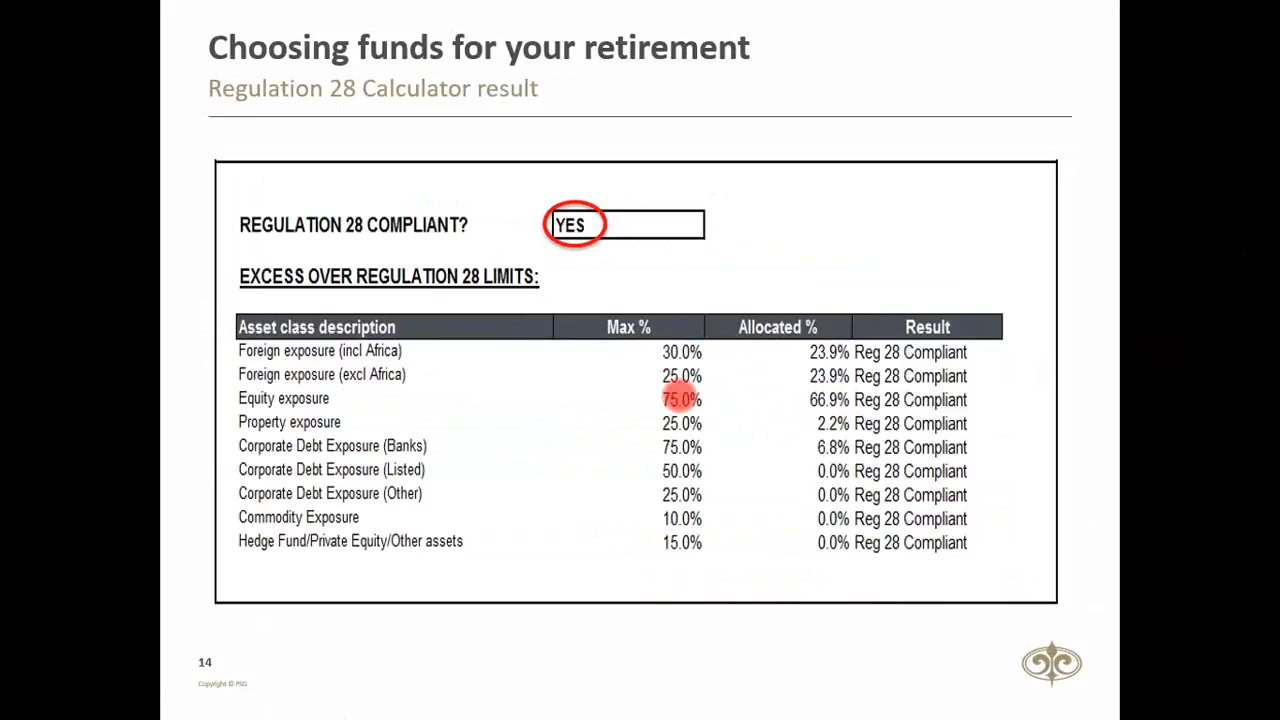 Choosing funds for your retirement
Regulation 28 Calculator result
REGULATION 28 COMPLIANT? YES
EXCESS OVER REGULATION 28 LIMITS:
Asset class description Max % Allocated % Result
Foreign exposure (incl Africa) 30.0% 23.9% Reg 28 Compliant
Foreign exposure (excl Africa) 25.0% 23.9% Reg 28 Compliant
Equity exposure 75.0% 66.9% Reg 28 Compliant
Property exposure 25.0% 2.2% Reg 28 Compliant
Corporate Debt Exposure (Banks) 75.0% 6.8% Reg 28 Compliant
Corporate Debt Exposure (Listed) 50.0% 0.0% Reg 28 Compliant
Corporate Debt Exposure (Other) 25.0% 0.0% Reg 28 Compliant
Commodity Exposure 10.0% 0.0% Reg 28 Compliant
Hedge Fund/Private Equity/Other assets 15.0% 0.0% Reg 28 Compliant
14
Copyright © PSG